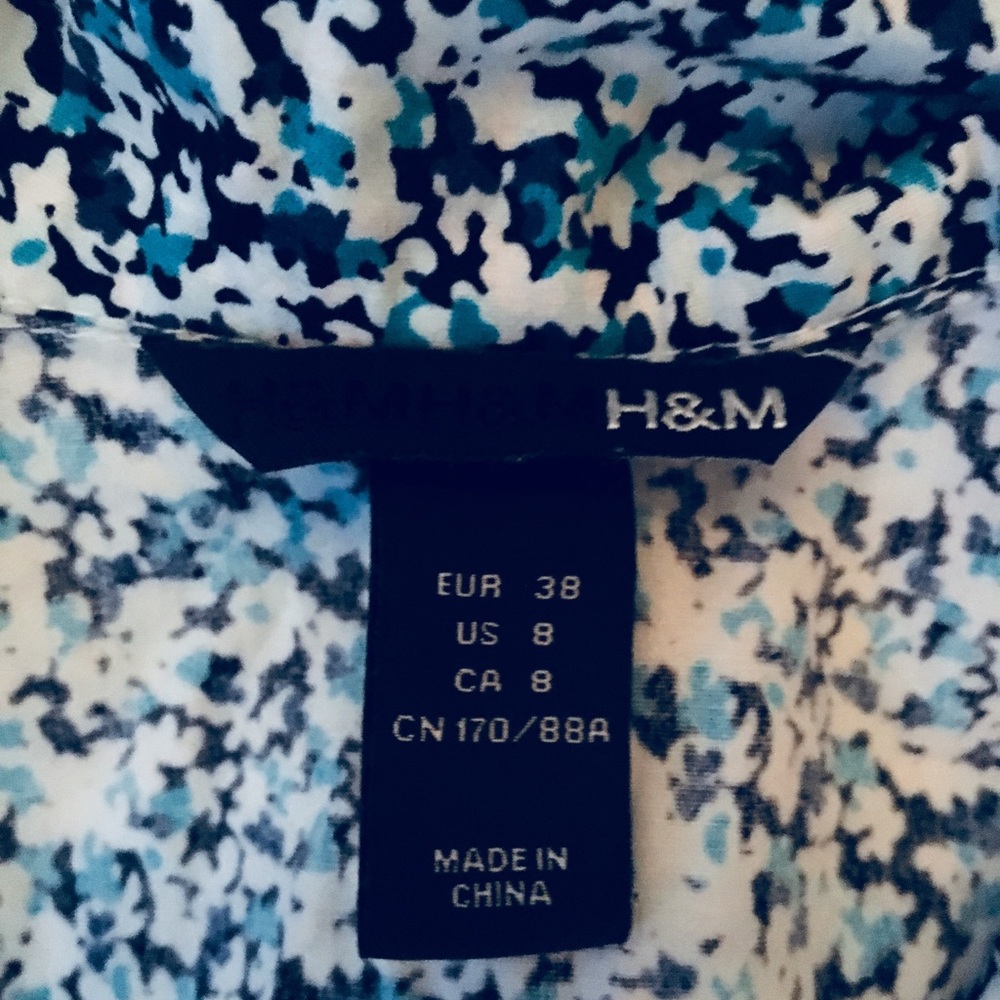 H&M
EUR 38
US 8
CA 8
CN 170/88A
MADE IN
CHINA